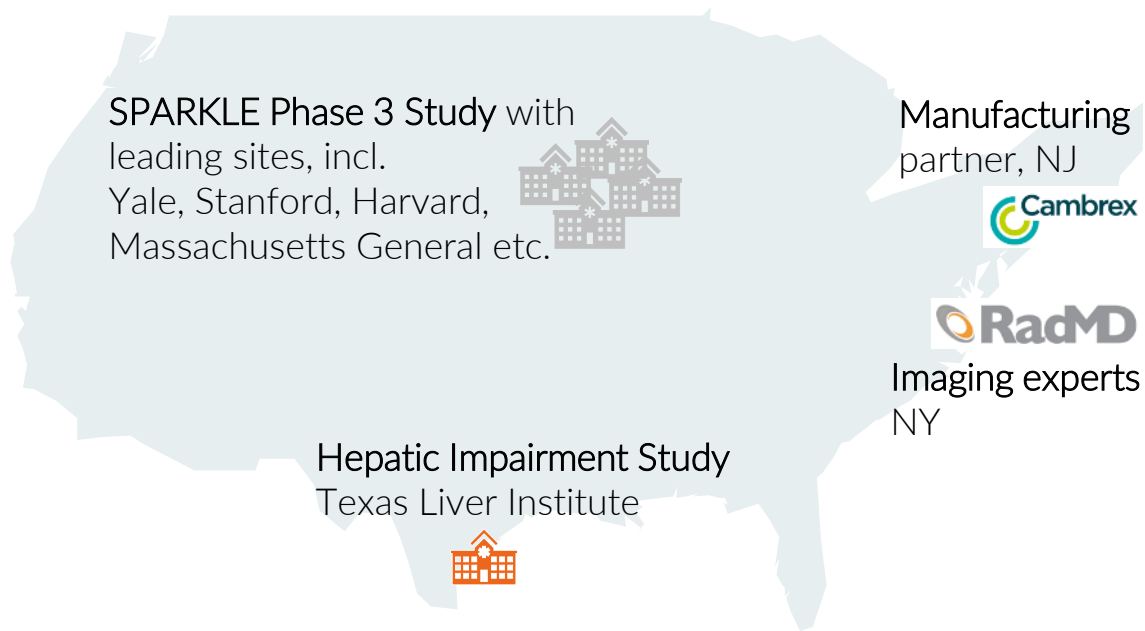 SPARKLE Phase 3 Study with
leading sites, incl.
Yale, Stanford, Harvard,
Massachusetts General etc.
Manufacturing
partner, NJ
Cambrex
RadMD
Imaging experts
NY
Hepatic Impairment Study
Texas Liver Institute